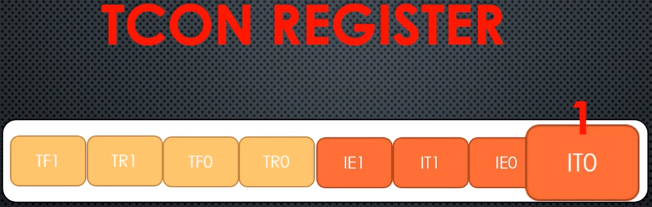 TCON REGISTER
1
TF1 TR1 TF0 TR0 IE1 IT1 IE0 IT0